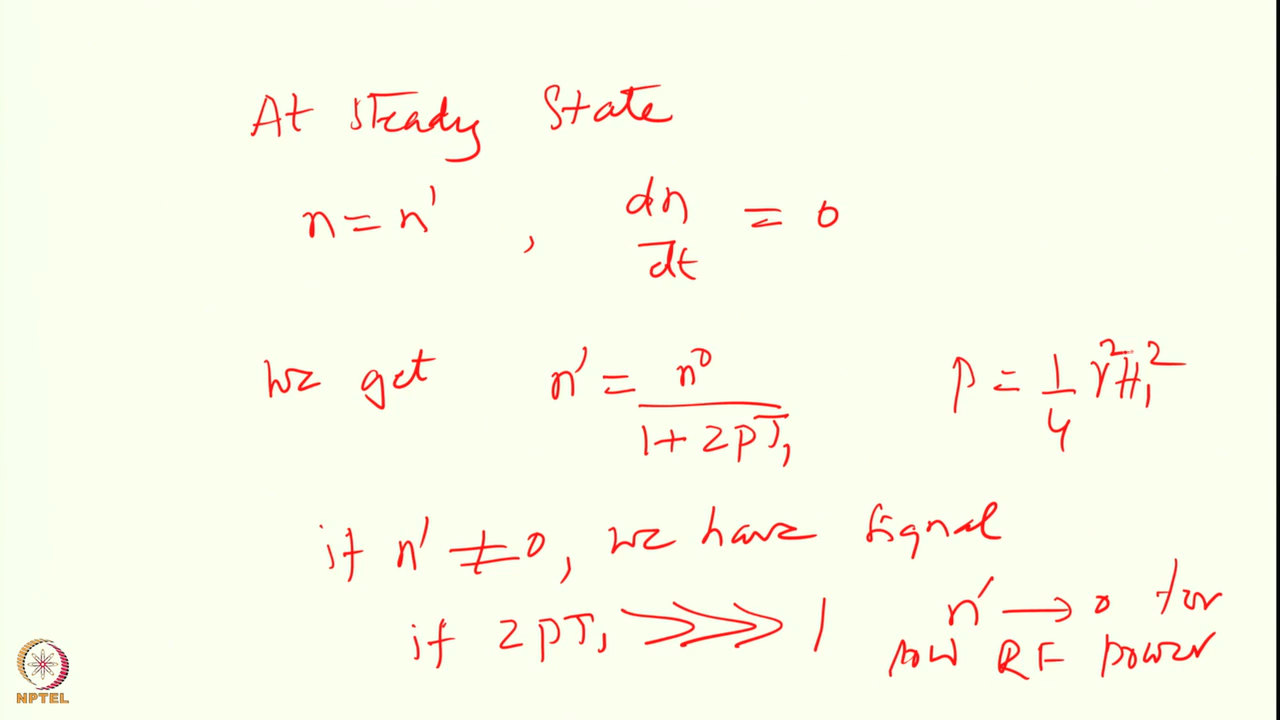 At steady state
n = n' , dn/dt = 0
We get n' = n⁰/(1 + 2pT₁) P = 1/4 γ²H₁²
if n' ≠ 0, we have signal
if 2pT₁ >>> 1 n' → 0 for
RF power
NPTEL